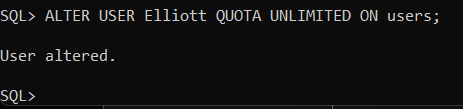 SQL> ALTER USER Elliott QUOTA UNLIMITED ON users;
User altered.
SQL>